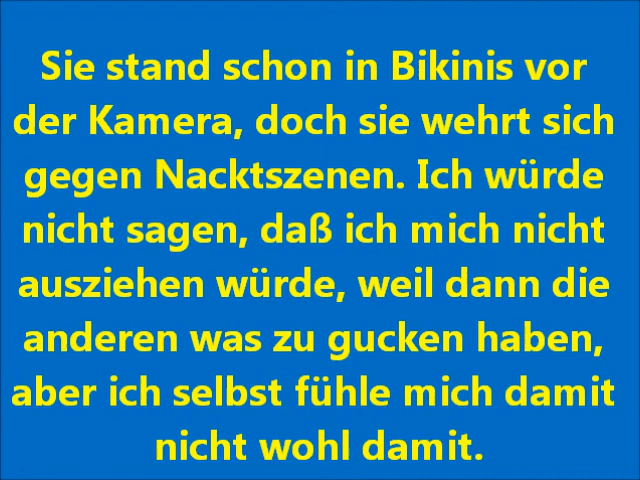 Sie stand schon in Bikinis vor
der Kamera, doch sie wehrt sich
gegen Nacktszenen. Ich würde
nicht sagen, daß ich mich nicht
ausziehen würde, weil dann die
anderen was zu gucken haben,
aber ich selbst fühle mich damit
nicht wohl damit.